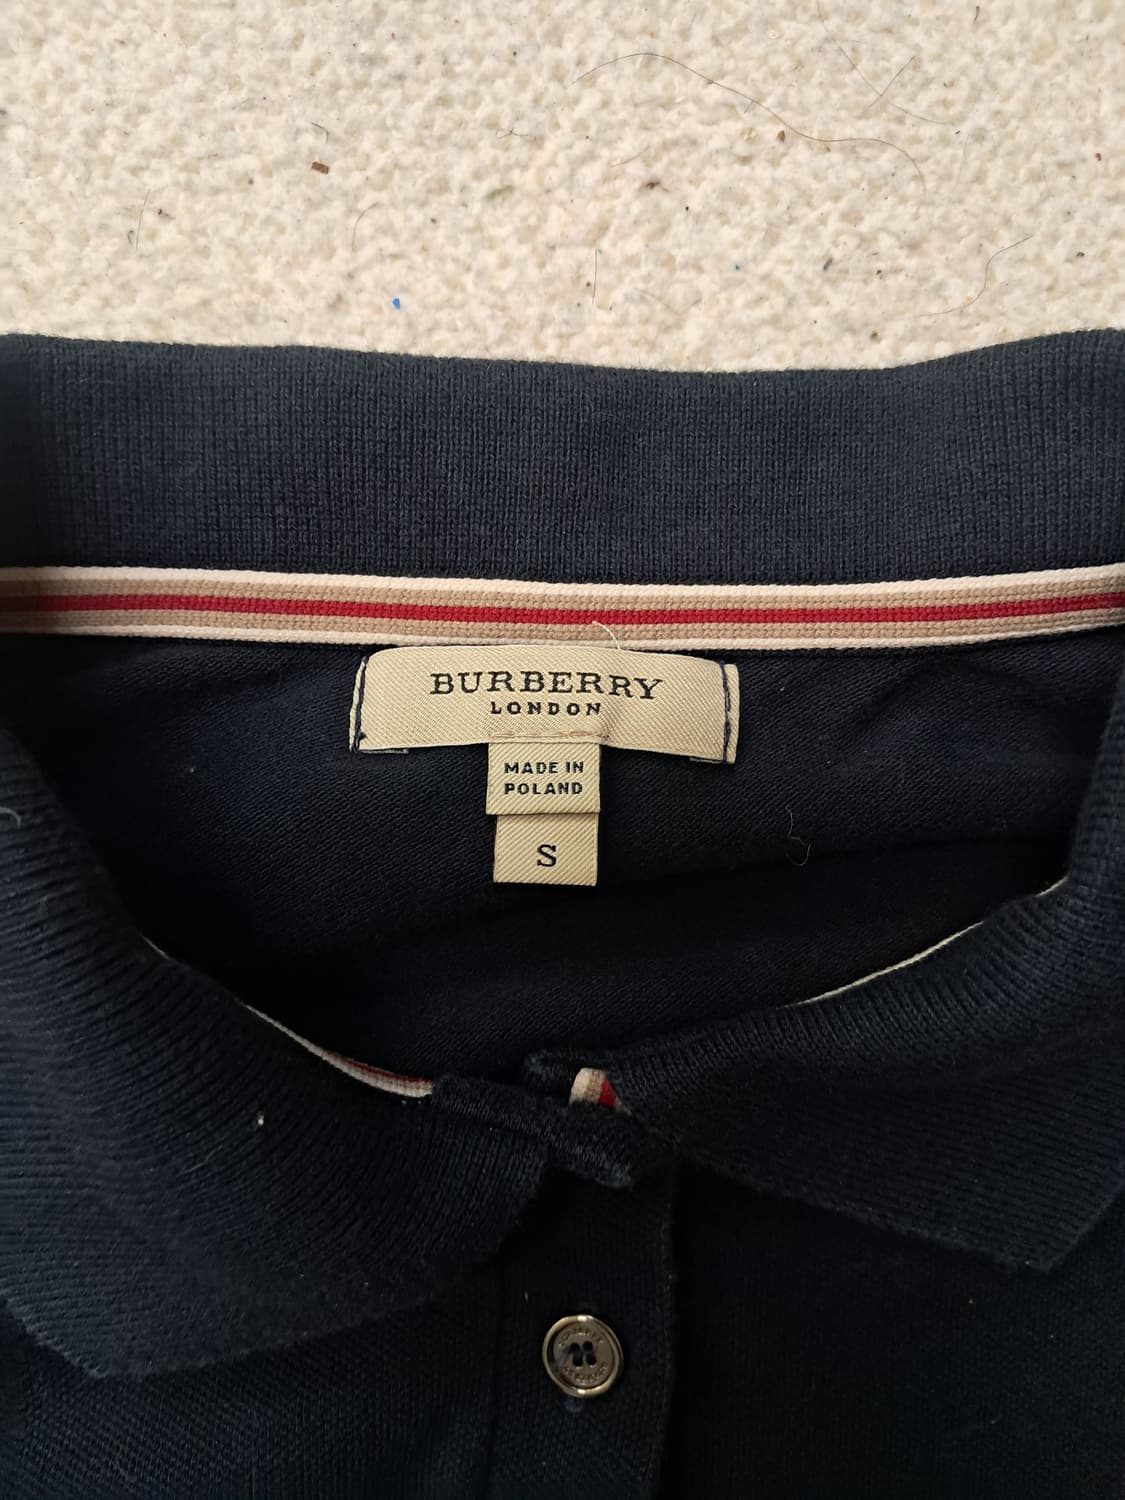 BURBERRY
LONDON
MADE IN
POLAND
S